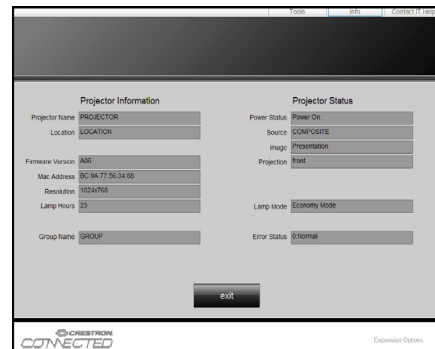 Tools Info Contact IT Help
Projector Information
Projector Name PROJECTOR
Location LOCATION
Firmware Version A06
Mac Address BC:9A:77:56:34:88
Resolution 1024x768
Lamp Hours 23
Group Name GROUP
Projector Status
Power Status Power On
Source COMPOSITE
Image Presentation
Projection front
Lamp Mode Economy Mode
Error Status 0:Normal
exit
CRESTRON
CONNECTED
Expansion Options